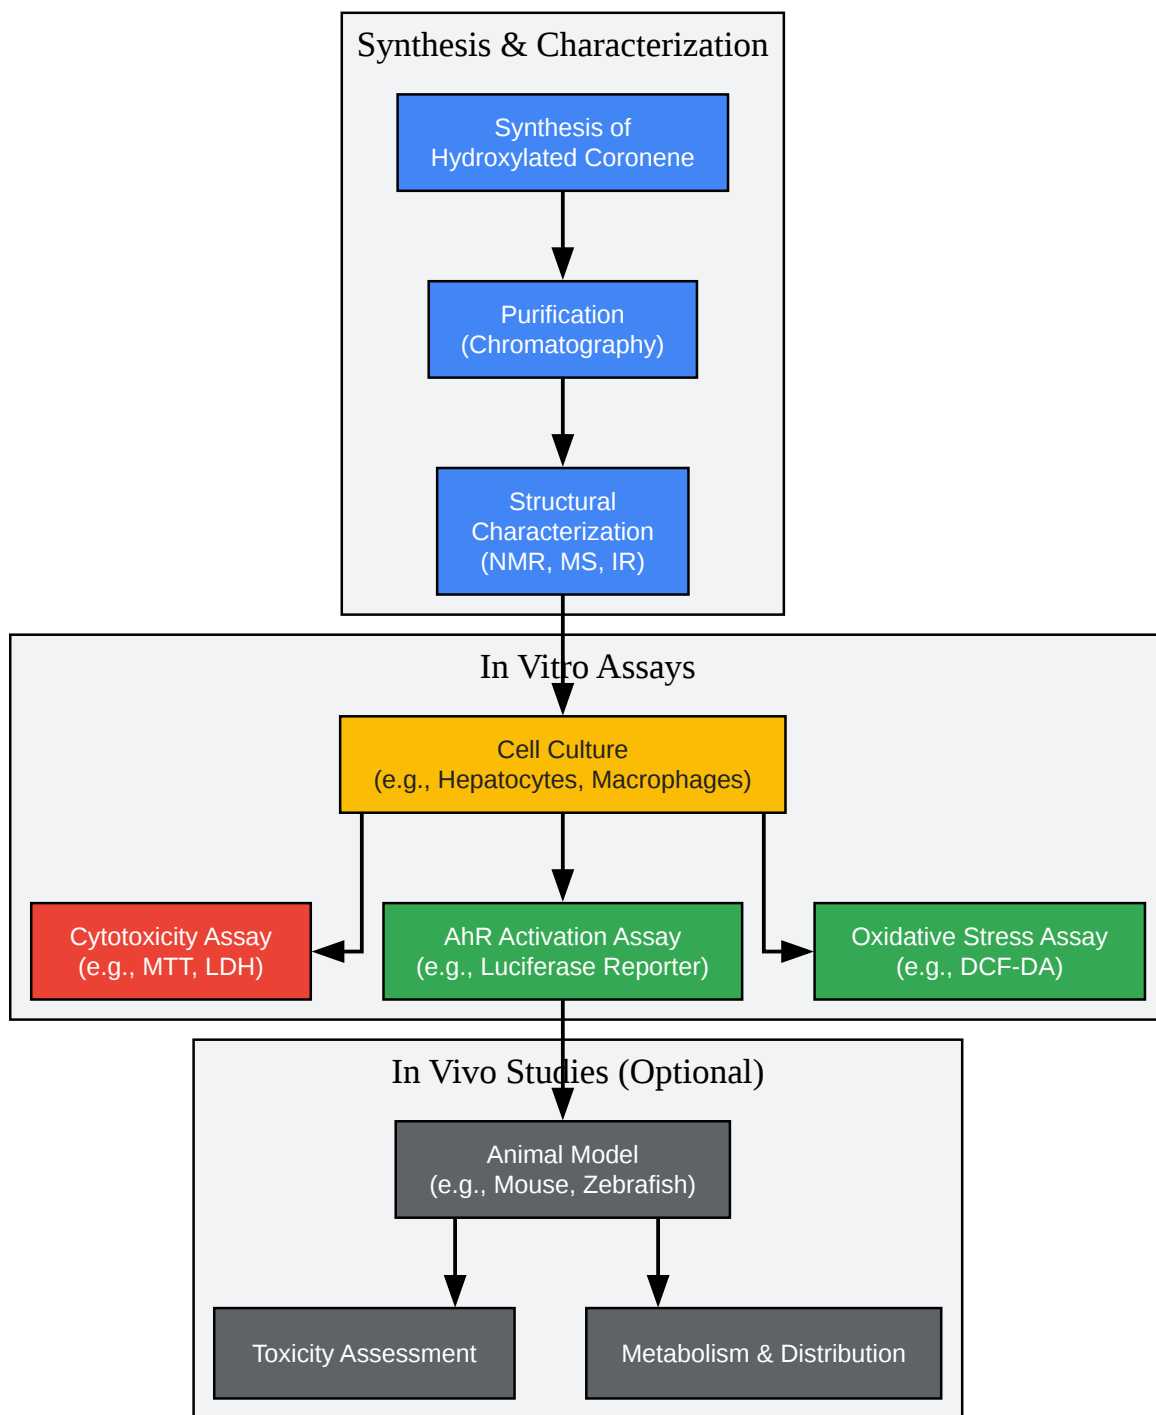 Synthesis & Characterization
Synthesis of
Hydroxylated Coronene
Purification
(Chromatography)
Structural
Characterization
(NMR, MS, IR)
In Vitro Assays
Cell Culture
(e.g., Hepatocytes, Macrophages)
Cytotoxicity Assay
(e.g., MTT, LDH)
AhR Activation Assay
(e.g., Luciferase Reporter)
Oxidative Stress Assay
(e.g., DCF-DA)
In Vivo Studies (Optional)
Animal Model
(e.g., Mouse, Zebrafish)
Toxicity Assessment
Metabolism & Distribution